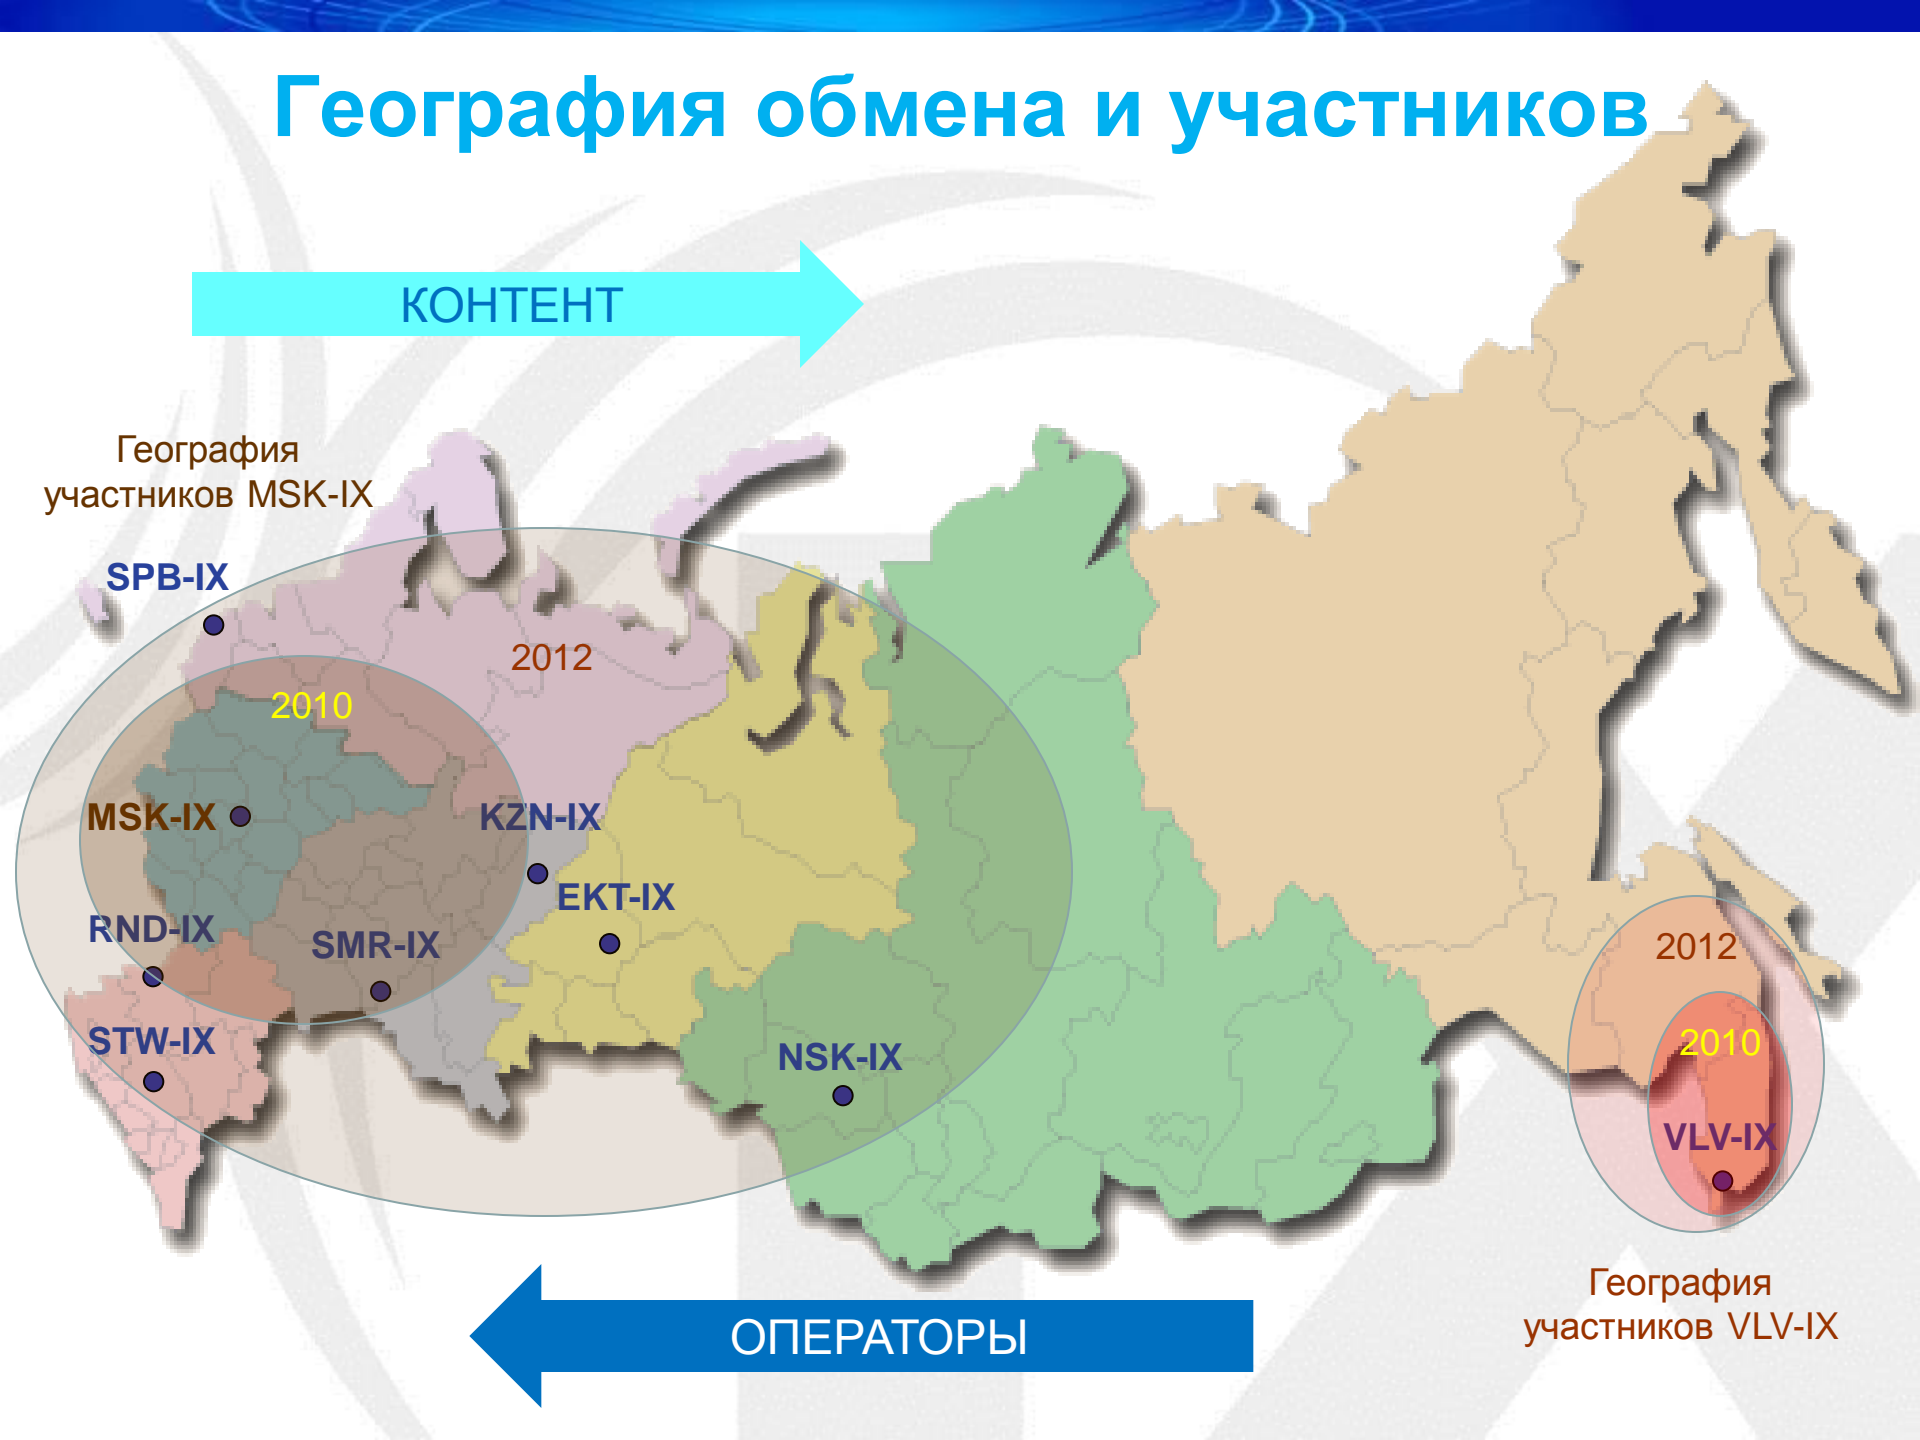 География обмена и участников
КОНТЕНТ
География
участников MSK-IX
SPB-IX
2012
2010
MSK-IX
KZN-IX
EKT-IX
RND-IX
SMR-IX
2012
STW-IX
NSK-IX
2010
VLV-IX
География
участников VLV-IX
ОПЕРАТОРЫ